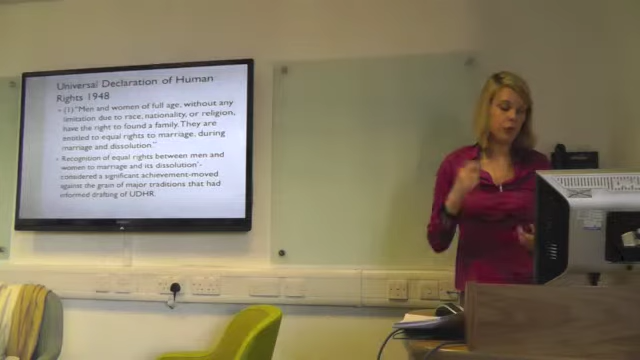 Universal Declaration of Human
Rights 1948
(1) "Men and women of full age, without any
limitation due to race, nationality, or religion,
have the right to found a family. They are
entitled to equal rights to marriage, during
marriage and dissolution."
Recognition of equal rights between men and
women to marriage and its dissolution'-
considered a significant achievement-moved
against the grain of major traditions that had
informed drafting of UDHR.